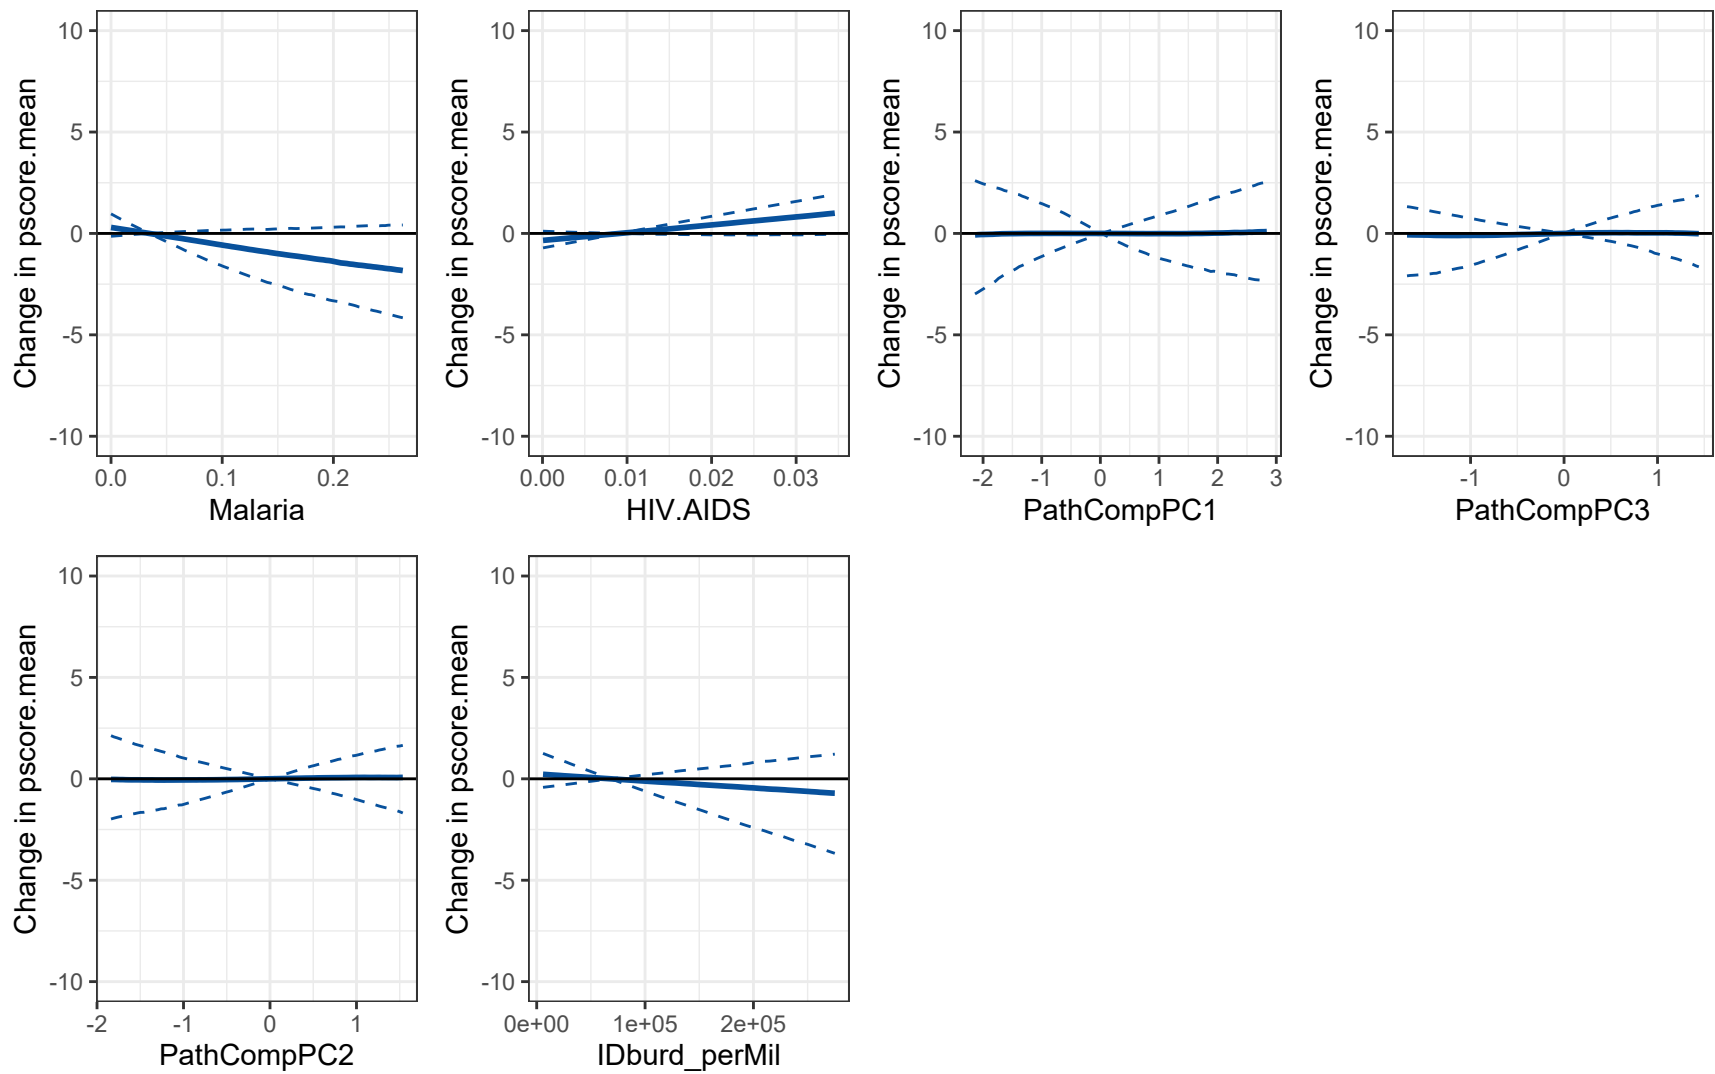 10
5
0
-5
-10
Change in pscore.mean
0.0 0.1 0.2
Malaria
10
5
0
-5
-10
Change in pscore.mean
0.00 0.01 0.02 0.03
HIV.AIDS
10
5
0
-5
-10
Change in pscore.mean
-2 -1 0 1 2 3
PathCompPC1
10
5
0
-5
-10
Change in pscore.mean
-1 0 1
PathCompPC3
10
5
0
-5
-10
Change in pscore.mean
-2 -1 0 1
PathCompPC2
10
5
0
-5
-10
Change in pscore.mean
0e+00 1e+05 2e+05
IDburd_perMil